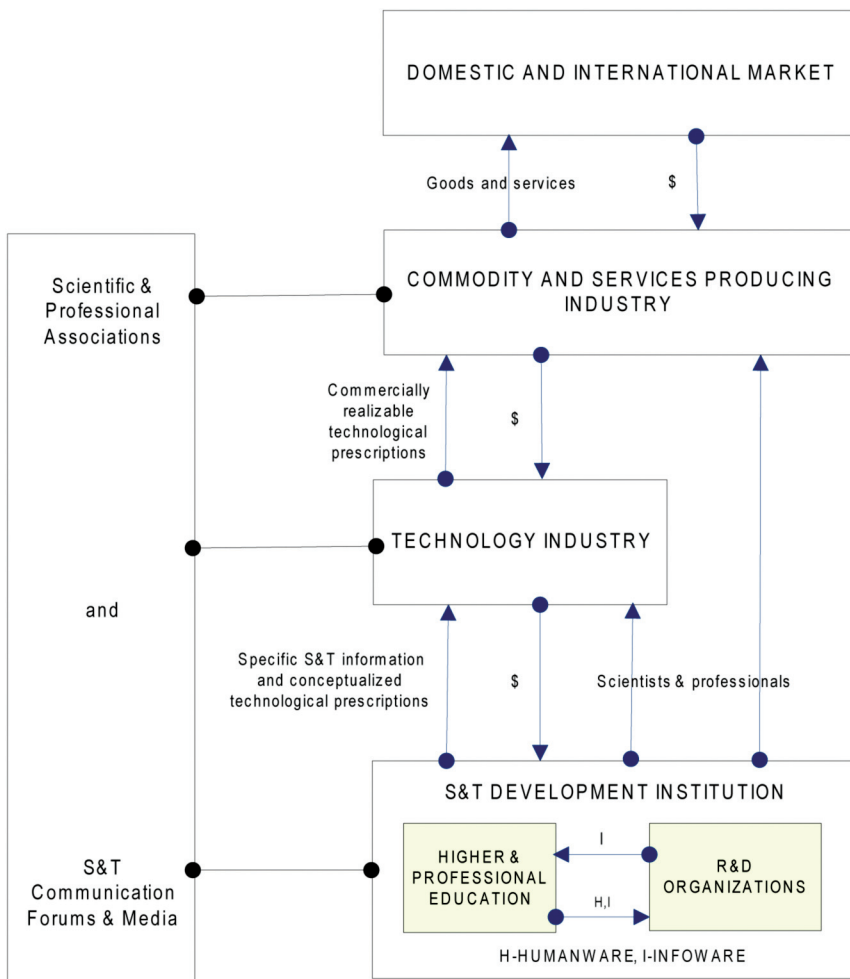 DOMESTIC AND INTERNATIONAL MARKET
Goods and services
$
Scientific &
Professional
Associations
COMMODITY AND SERVICES PRODUCING
INDUSTRY
Commercially
realizable
technological
prescriptions
$
TECHNOLOGY INDUSTRY
and
Specific S&T information
and conceptualized
technological prescriptions
$
Scientists & professionals
S&T DEVELOPMENT INSTITUTION
S&T
Communication
Forums & Media
HIGHER &
PROFESSIONAL
EDUCATION
I
H,I
R&D
ORGANIZATIONS
H-HUMANWARE, I-INFOWARE